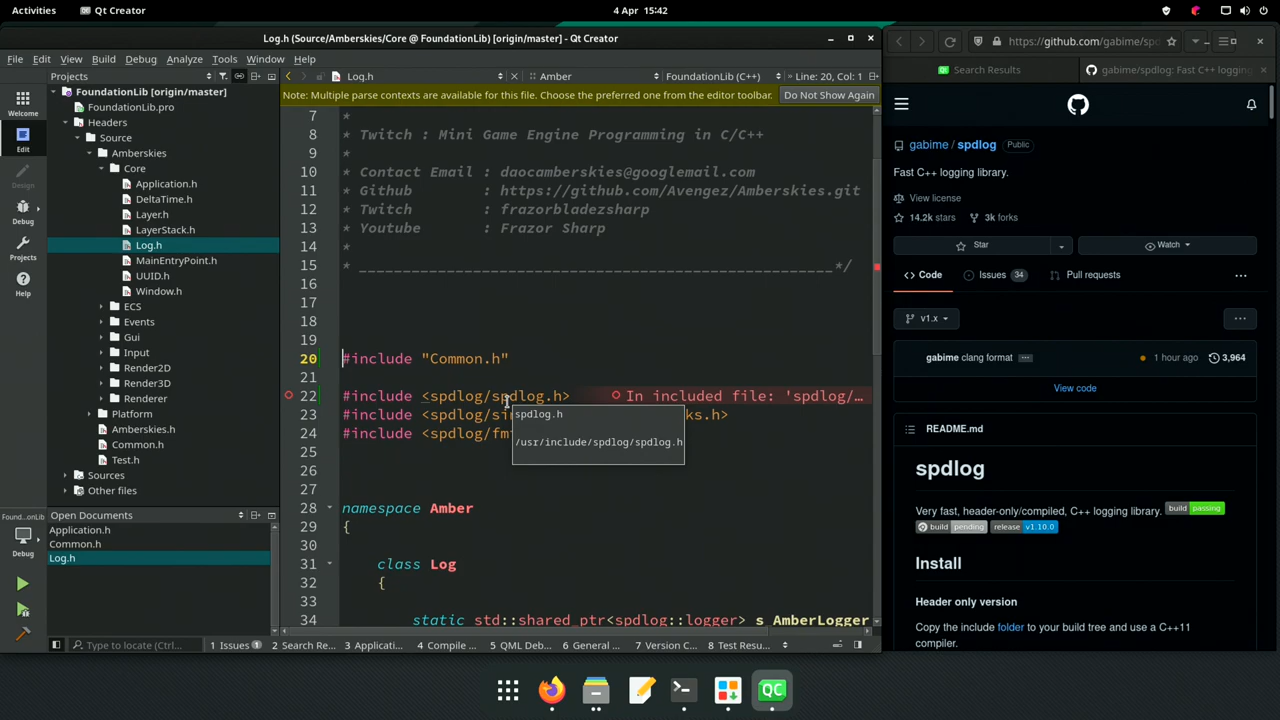 Activities
Qt Creator
4 Apr 15:42
Log.h (Source/Amberskies/Core @ FoundationLib) [origin/master] - Qt Creator
File Edit View Build Debug Analyze Tools Window Help
Projects
Log.h
Amber
FoundationLib (C++)
Line: 20, Col: 1
Note: Multiple parse contexts are available for this file. Choose the preferred one from the editor toolbar.
Do Not Show Again
Welcome
Edit
Design
Debug
Projects
Help
FoundationLib [origin/master]
FoundationLib.pro
Headers
Source
Amberskies
Core
Application.h
DeltaTime.h
Layer.h
LayerStack.h
Log.h
MainEntryPoint.h
UUID.h
Window.h
ECS
Events
Gui
Input
Render2D
Render3D
Renderer
Platform
Amberskies.h
Common.h
Test.h
Sources
Other files
Open Documents
Application.h
Common.h
Log.h
Found...onLib
Debug
7 *
8 * Twitch : Mini Game Engine Programming in C/C++
9 *
10 * Contact Email : daocamberskies@googlemail.com
11 * Github : https://github.com/Avengez/Amberskies.git
12 * Twitch : frazorbladezsharp
13 * Youtube : Frazor Sharp
14 *
15 * ______________________________________________________*/
16
17
18
19
20 #include "Common.h"
21
22 #include <spdlog/spdlog.h> In included file: 'spdlog/…
23 #include <spdlog/si ks.h>
24 #include <spdlog/fm
spdlog.h
/usr/include/spdlog/spdlog.h
25
26
27
28 namespace Amber
29 {
30
31 class Log
32 {
33
34 static std::shared_ptr<spdlog::logger> s_AmberLogger
Type to locate (Ctrl+...)
1 Issues 1
2 Search Re...
3 Applicati...
4 Compile ...
5 QML Deb...
6 General ...
7 Version C...
8 Test Resu...
https://github.com/gabime/spd
Search Results
gabime/spdlog: Fast C++ logging
gabime / spdlog Public
Fast C++ logging library.
View license
14.2k stars 3k forks
Star
Watch
Code
Issues 34
Pull requests
v1.x
gabime clang format
1 hour ago
3,964
View code
README.md
spdlog
Very fast, header-only/compiled, C++ logging library. build passing
build pending release v1.10.0
Install
Header only version
Copy the include folder to your build tree and use a C++11
compiler.
QC